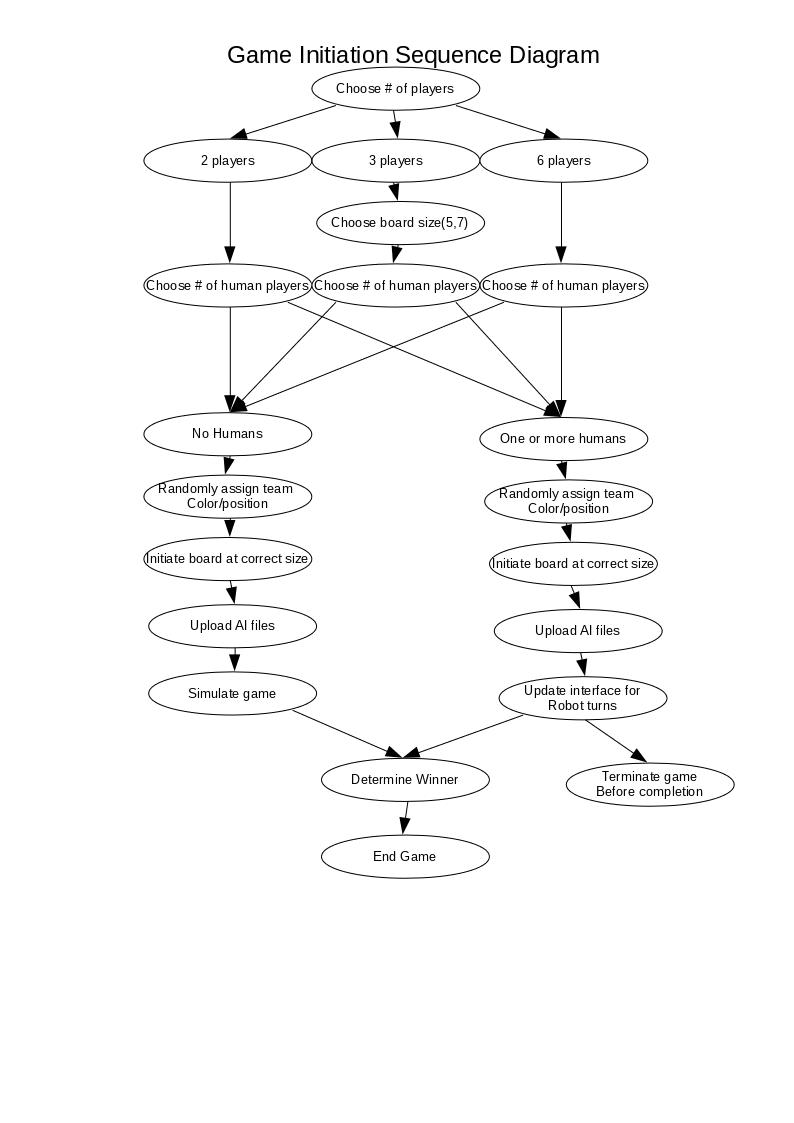 Game Initiation Sequence Diagram
Choose # of players
2 players
3 players
6 players
Choose board size(5,7)
Choose # of human players
Choose # of human players
Choose # of human players
No Humans
One or more humans
Randomly assign team
Color/position
Randomly assign team
Color/position
Initiate board at correct size
Initiate board at correct size
Upload AI files
Upload AI files
Simulate game
Update interface for
Robot turns
Determine Winner
Terminate game
Before completion
End Game